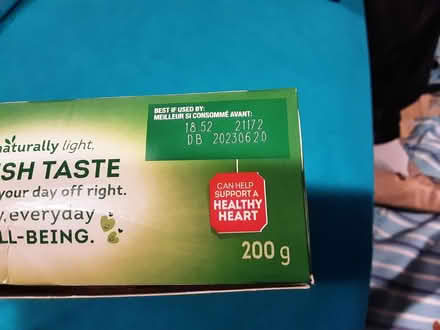 BEST IF USED BY:
MEILLEUR SI CONSOMMÉ AVANT:
18:52 21172
DB 20230620
naturally light.
SH TASTE
your day off right.
everyday
LL-BEING.
CAN HELP
SUPPORT A
HEALTHY
HEART
200 g